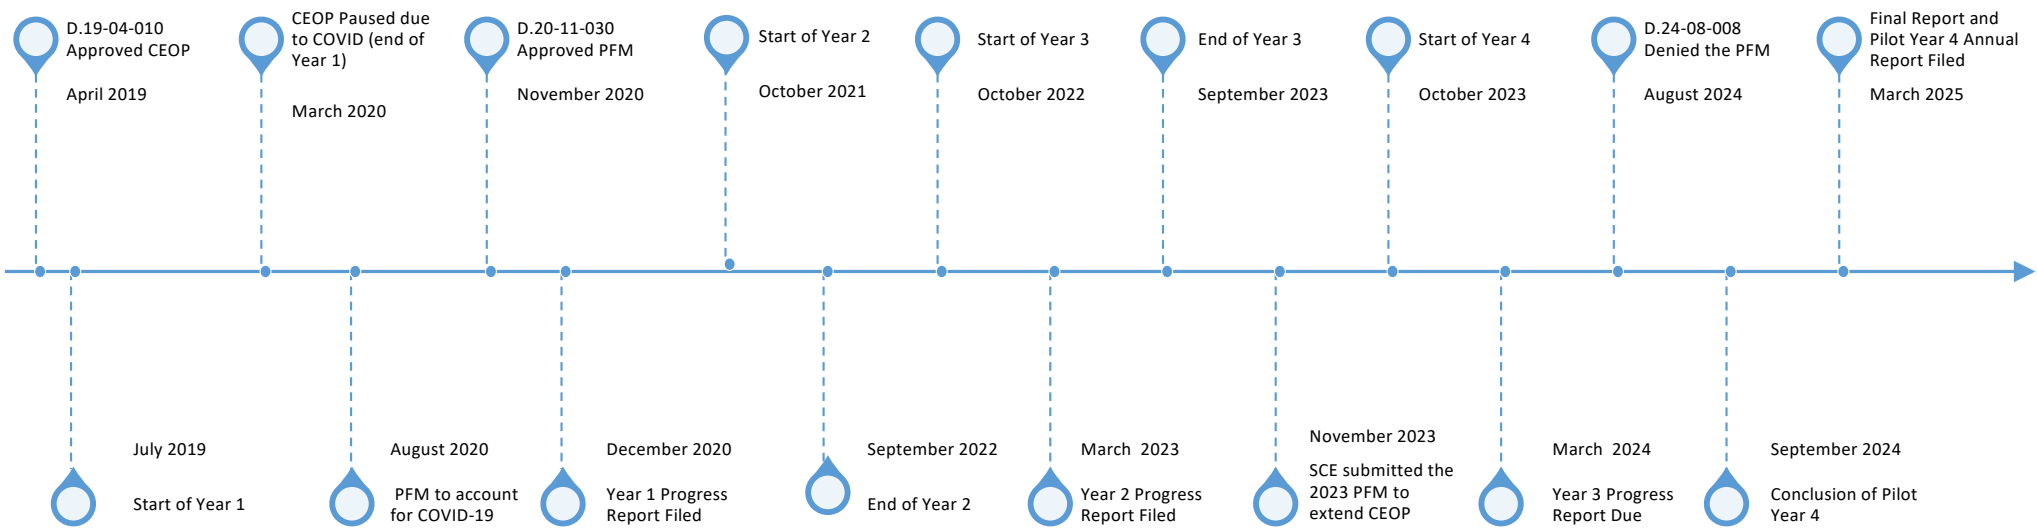 D.19-04-010
Approved CEOP
April 2019
CEOP Paused due
to COVID (end of
Year 1)
March 2020
D.20-11-030
Approved PFM
November 2020
Start of Year 2
October 2021
Start of Year 3
October 2022
End of Year 3
September 2023
Start of Year 4
October 2023
D.24-08-008
Denied the PFM
August 2024
Final Report and
Pilot Year 4 Annual
Report Filed
March 2025
July 2019
Start of Year 1
August 2020
PFM to account
for COVID-19
December 2020
Year 1 Progress
Report Filed
September 2022
End of Year 2
March 2023
Year 2 Progress
Report Filed
November 2023
SCE submitted the
2023 PFM to
extend CEOP
March 2024
Year 3 Progress
Report Due
September 2024
Conclusion of Pilot
Year 4